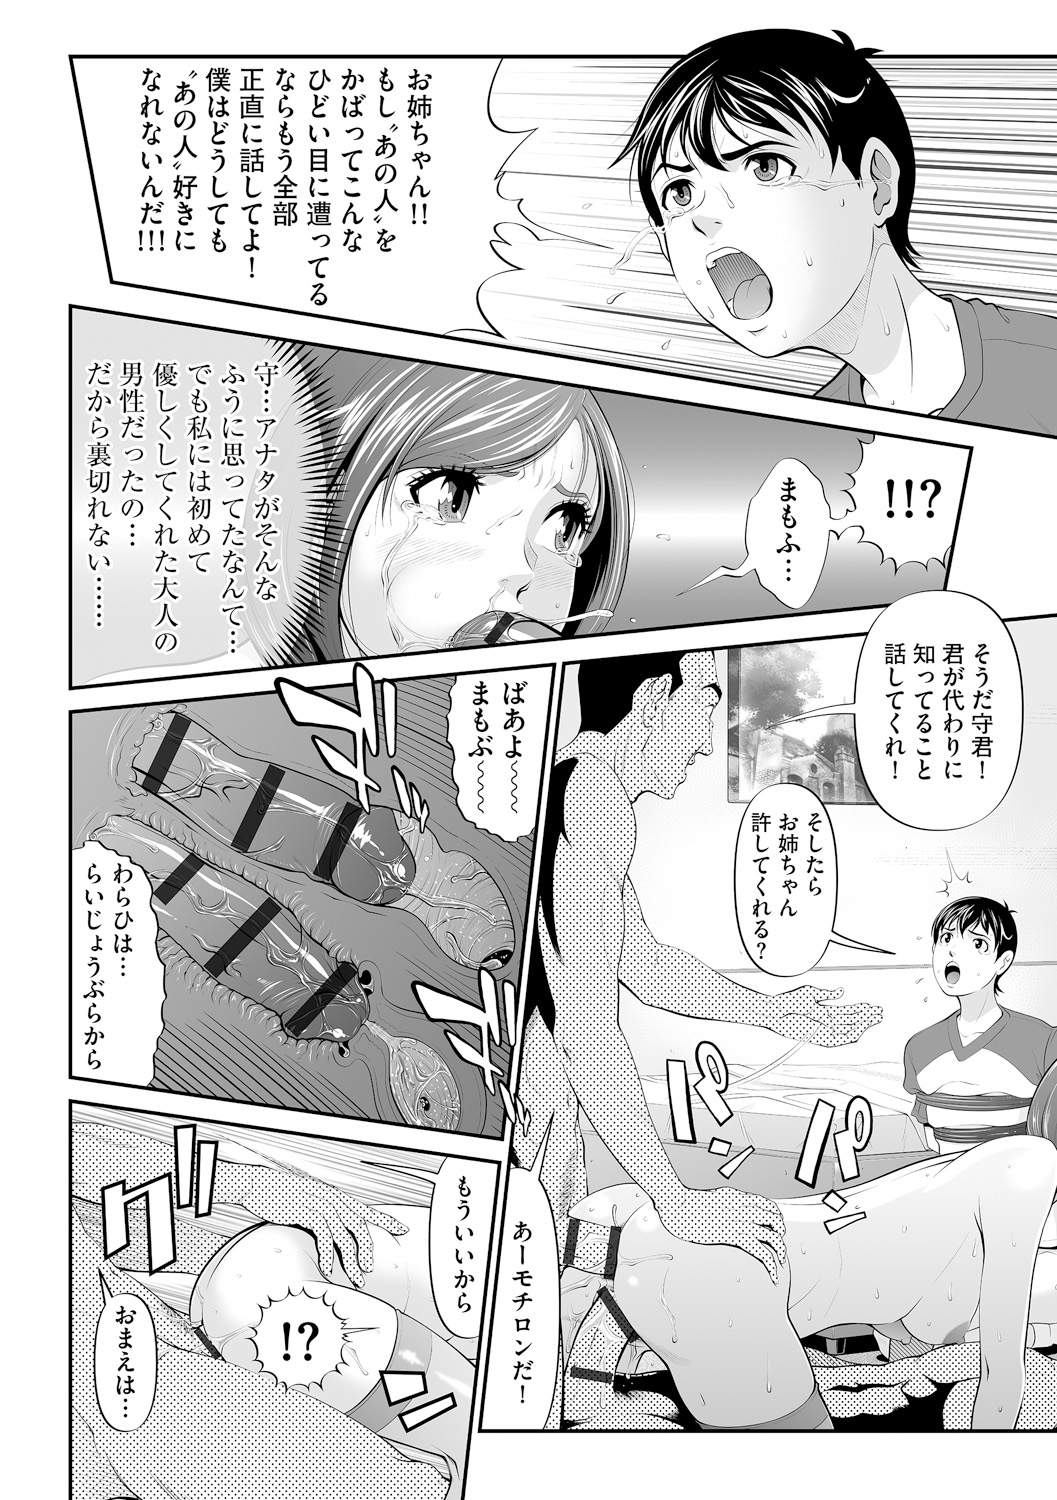 お姉ちゃん!!
もし〝あの人〟を
かばってこんな
ひどい目に遭ってる
ならもう全部
正直に話してよ！
僕はどうしても
〝あの人〟好きに
なれないんだ!!!
!!?
まもふ…
守…アナタがそんな
ふうに思ってたなんて…
でも私には初めて
優しくしてくれた大人の
男性だったの…
だから裏切れない……
そうだ守君！
君が代わりに
知ってること
話してくれ！
そしたら
お姉ちゃん
許してくれる？
パンパン
あーモチロンだ！
ばあよ〜〜〜
まもぶ〜〜〜
ギチ
ギチ
わらひは…
らいじょうぶらから
もういいから
グッ
!?
おまえは…